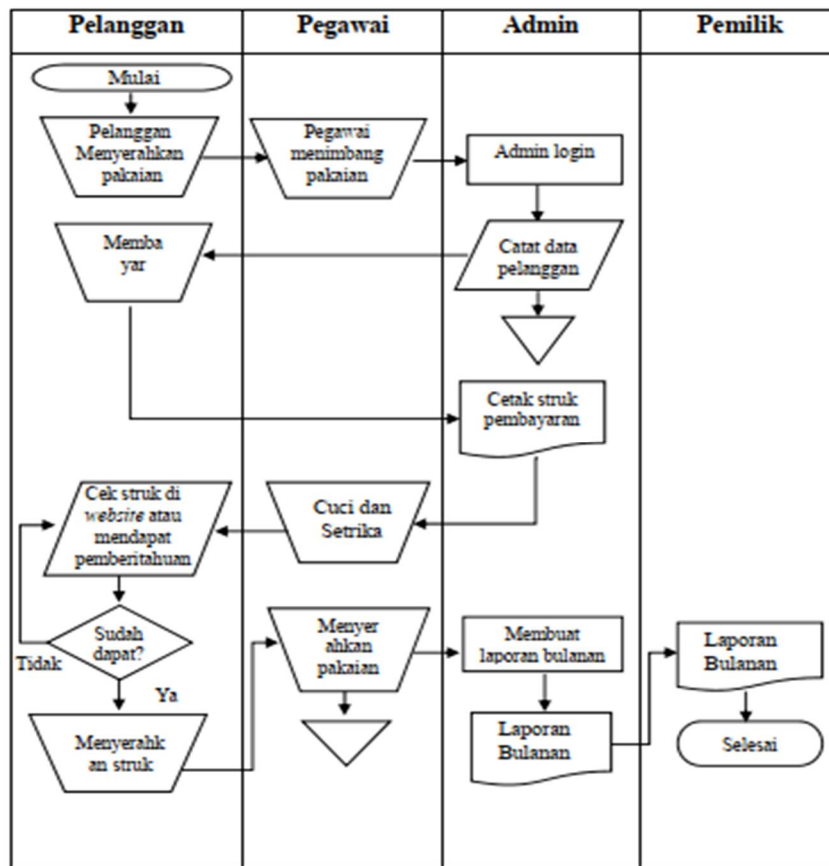 Pelanggan
Pegawai
Admin
Pemilik
Mulai
Pelanggan
Menyerahkan
pakaian
Pegawai
menimbang
pakaian
Admin login
Memba
yar
Catat data
pelanggan
Cetak struk
pembayaran
Cek struk di
websire atau
mendapat
pemberitahuan
Cuci dan
Setrika
Sudah
dapat?
Tidak
Ya
Menyerahk
an struk
Menyer
ahkan
pakaian
Membuat
laporan bulanan
Laporan
Bulanan
Laporan
Bulanan
Selesai